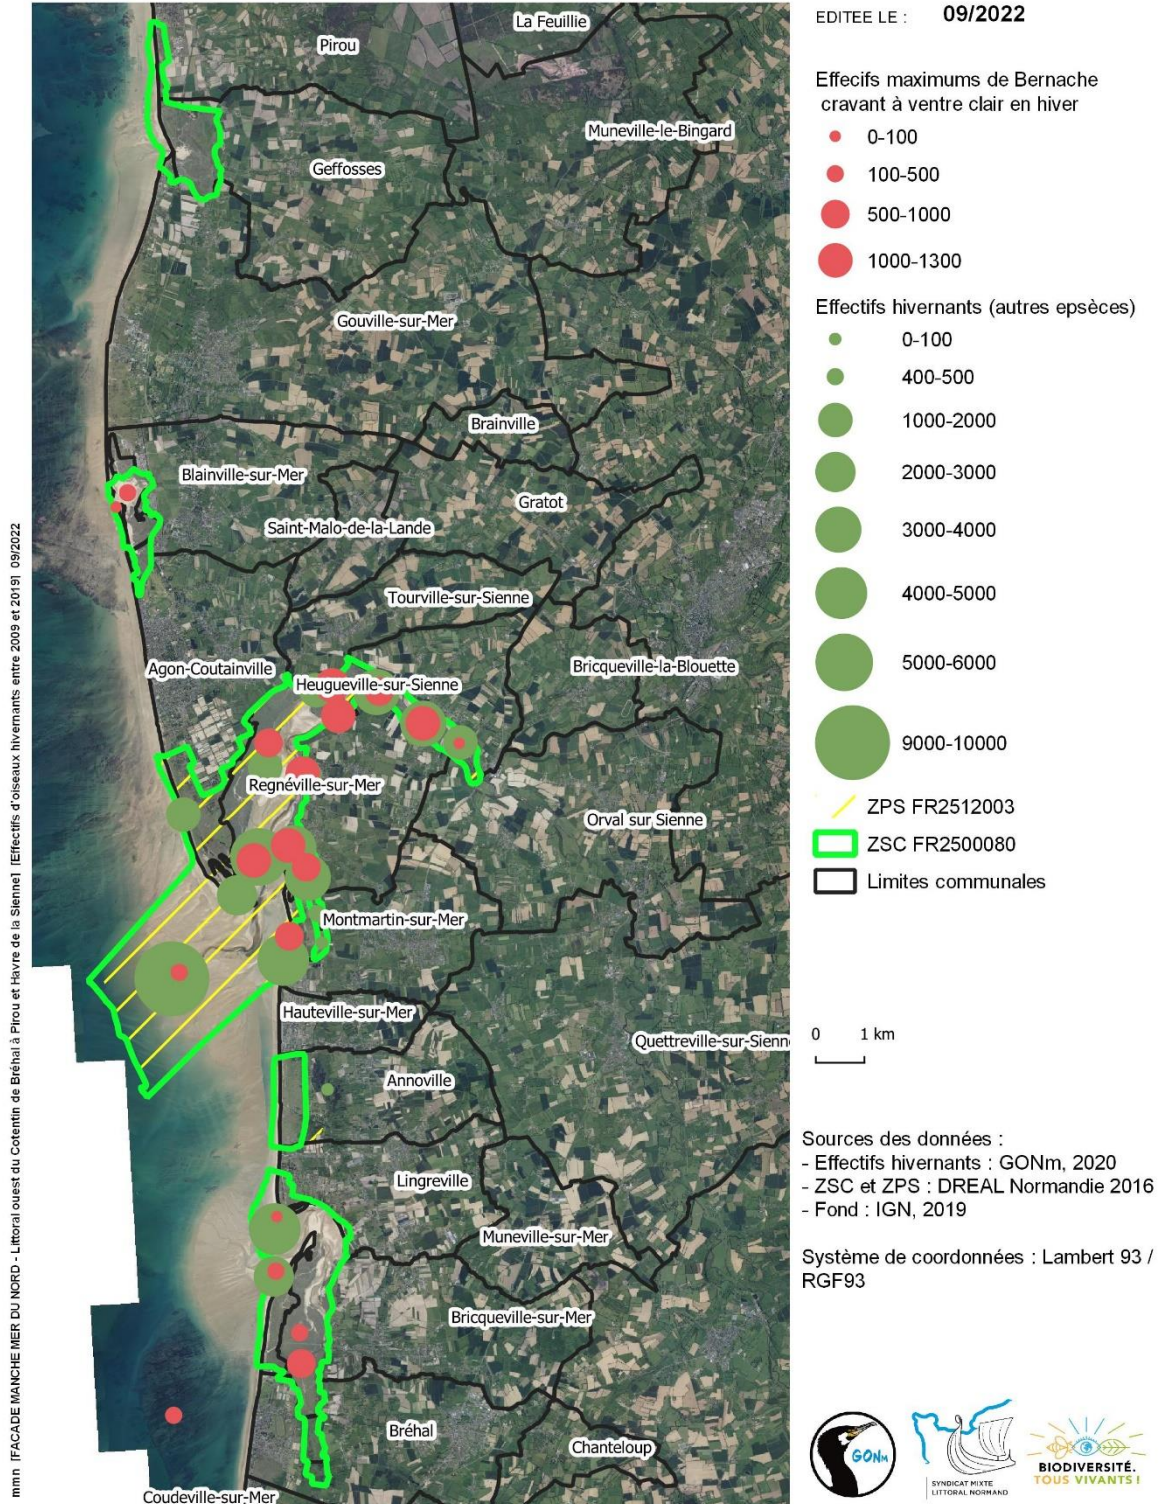 EDITEE LE : 09/2022
Effecifs maximums de Bernache
cravant à ventre clair en hiver
0-100
100-500
500-1000
1000-1300
Effectifs hivernants (autres epsèces)
0-100
400-500
1000-2000
2000-3000
3000-4000
4000-5000
5000-6000
9000-10000
ZPS FR2512003
ZSC FR2500080
Limites communales
0 1 km
Sources des données :
- Effectifs hivernants : GONm, 2020
- ZSC et ZPS : DREAL Normandie 2016
- Fond : IGN, 2019
Système de coordonnées : Lambert 93 /
RGF93
GONm
SYNDICAT MIXTE
LITTORAL NORMAND
BIODIVERSITÉ.
TOUS VIVANTS !
La Feuillie
Pirou
Muneville-le-Bingard
Geffosses
Gouville-sur-Mer
Brainville
Blainville-sur-Mer
Gratot
Saint-Malo-de-la-Lande
Tourville-sur-Sienne
Agon-Coutainville
Bricqueville-la-Blouette
Heugueville-sur-Sienne
Regnéville-sur-Mer
Orval sur Sienne
Montmartin-sur-Mer
Hauteville-sur-Mer
Quettreville-sur-Sienn
Annoville
Lingreville
Muneville-sur-Mer
Bricqueville-sur-Mer
Bréhal
Chanteloup
Coudeville-sur-Mer
mmn [FACADE MANCHE MER DU NORD - Littoral ouest du Cotentin de Bréhal à Pirou et Havre de la Sienne] [Effectifs d'oiseaux hivernants entre 2009 et 2019] 09/2022